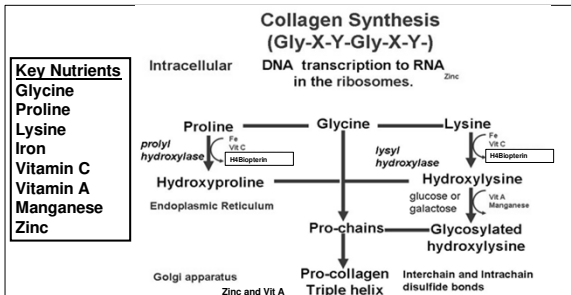 Collagen Synthesis
(Gly-X-Y-Gly-X-Y-)
Key Nutrients
Glycine
Proline
Lysine
Iron
Vitamin C
Vitamin A
Manganese
Zinc
Intracellular
DNA transcription to RNA
in the ribosomes.
Zinc
Proline
Glycine
Lysine
prolyl
hydroxylase
Fe
Vit C
H4Biopterin
lysyl
hydroxylase
Fe
Vit C
H4Biopterin
Hydroxyproline
Hydroxylysine
Endoplasmic Reticulum
glucose or
galactose
Vit A
Manganese
Pro-chains
Glycosylated
hydroxylysine
Golgi apparatus
Zinc and Vit A
Pro-collagen
Triple helix
Interchain and Intrachain
disulfide bonds